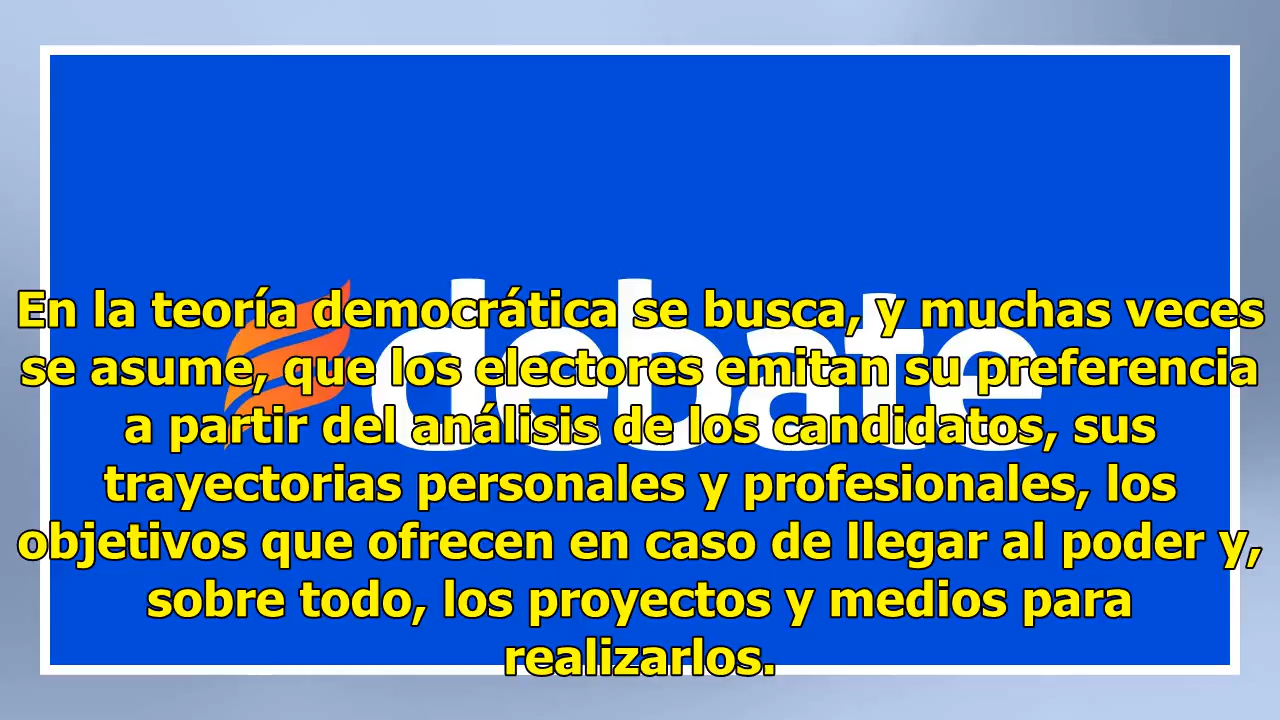 En la teoría democrática se busca, y muchas veces
se asume, que los electores emitan su preferencia
a partir del análisis de los candidatos, sus
trayectorias personales y profesionales, los
objetivos que ofrecen en caso de llegar al poder y,
sobre todo, los proyectos y medios para
realizarlos.
debate